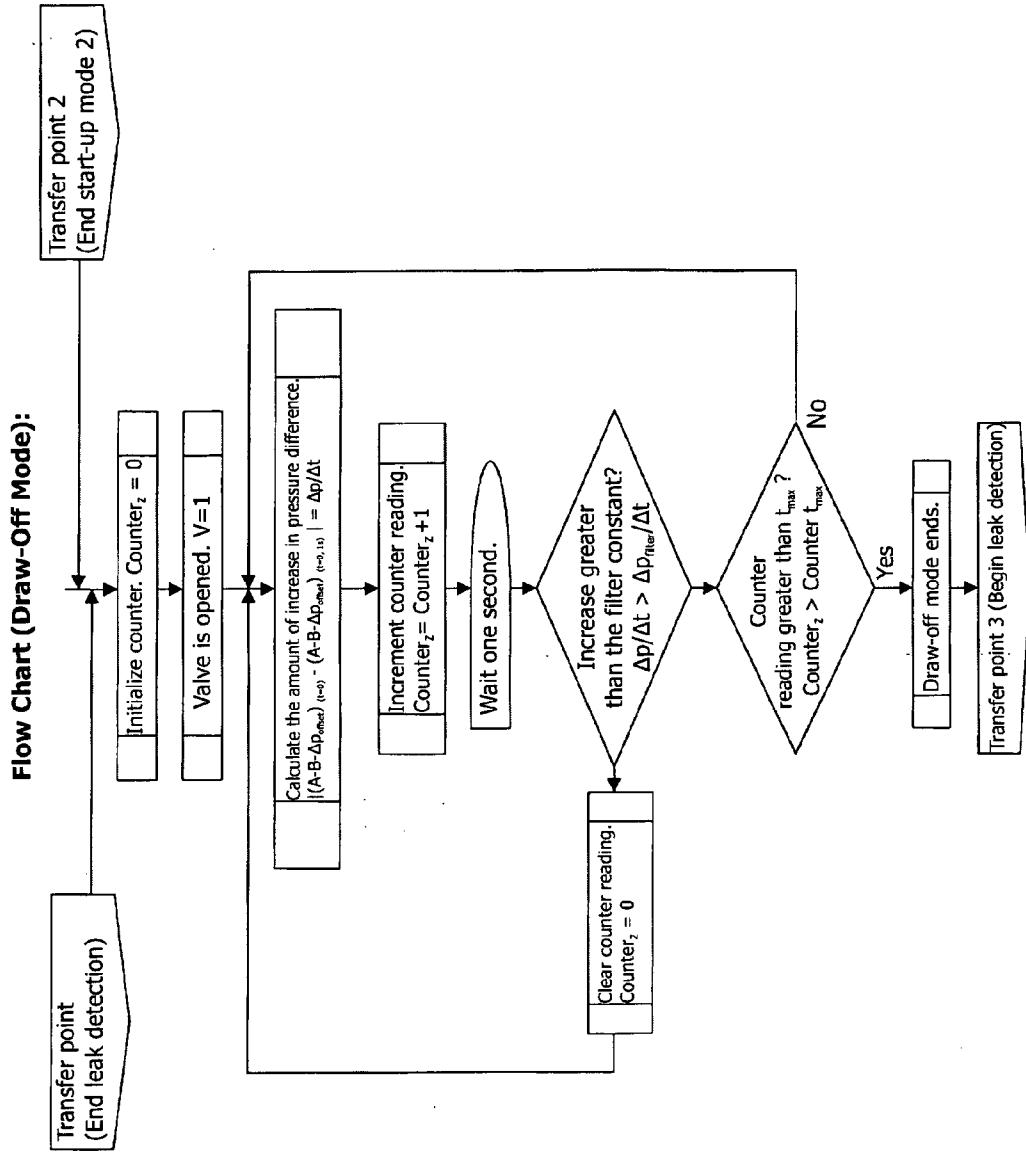 Flow Chart (Draw-Off Mode):
Transfer point
(End leak detection)
Transfer point 2
(End start-up mode 2)
Initialize counter. Counter_z = 0
Valve is opened. V=1
Calculate the amount of increase in pressure difference.
|(A-B-Δp_offset) (t=0) - (A-B-Δp_offset) (t=0,1s) | = Δp/Δt
Increment counter reading.
Counter_z = Counter_z +1
Wait one second.
Increase greater
than the filter constant?
Δp/Δt > Δp_filter/Δt
Clear counter reading.
Counter_z = 0
Counter
reading greater than t_max ?
Counter_z > Counter t_max
No
Yes
Draw-off mode ends.
Transfer point 3 (Begin leak detection)